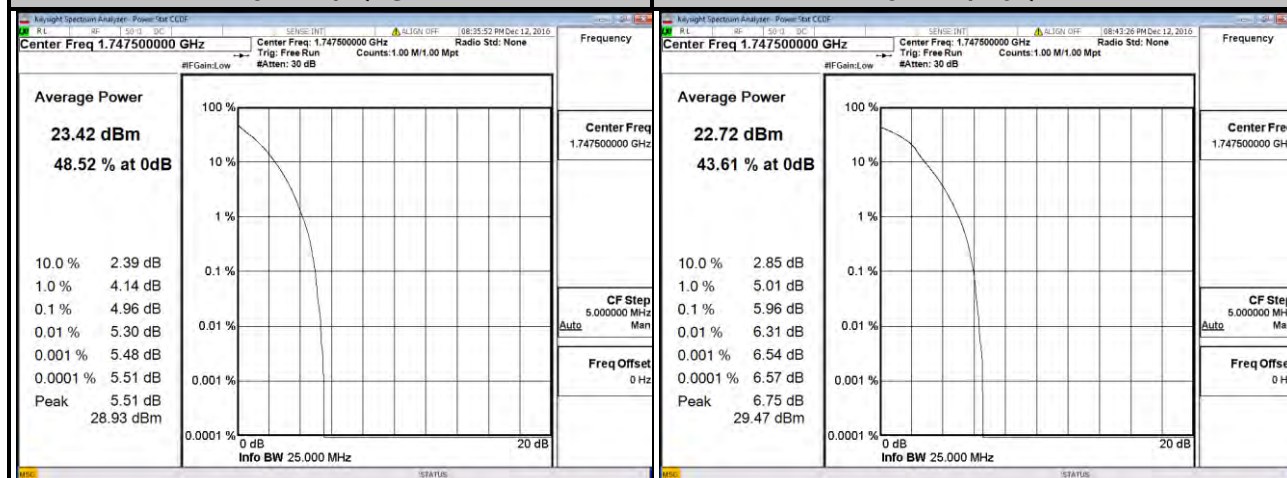 Keysight Spectrum Analyzer - Power Stat CCDF
RL RF 50 Ω DC SENSE:INT ALIGN OFF 08:35:52 PM Dec 12, 2016
Center Freq 1.747500000 GHz
Center Freq: 1.747500000 GHz Radio Std: None
Trig: Free Run Counts:1.00 M/1.00 Mpt
#IFGain:Low #Atten: 30 dB
Frequency
Average Power
23.42 dBm
48.52 % at 0dB
10.0 % 2.39 dB
1.0 % 4.14 dB
0.1 % 4.96 dB
0.01 % 5.30 dB
0.001 % 5.48 dB
0.0001 % 5.51 dB
Peak 5.51 dB
28.93 dBm
100 %
10 %
1 %
0.1 %
0.01 %
0.001 %
0.0001 %
0 dB 20 dB
Info BW 25.000 MHz
Center Freq
1.747500000 GHz
CF Step
5.000000 MHz
Auto Man
Freq Offset
0 Hz
MSG STATUS
Keysight Spectrum Analyzer - Power Stat CCDF
RL RF 50 Ω DC SENSE:INT ALIGN OFF 08:43:26 PM Dec 12, 2016
Center Freq 1.747500000 GHz
Center Freq: 1.747500000 GHz Radio Std: None
Trig: Free Run Counts:1.00 M/1.00 Mpt
#IFGain:Low #Atten: 30 dB
Frequency
Average Power
22.72 dBm
43.61 % at 0dB
10.0 % 2.85 dB
1.0 % 5.01 dB
0.1 % 5.96 dB
0.01 % 6.31 dB
0.001 % 6.54 dB
0.0001 % 6.57 dB
Peak 6.75 dB
29.47 dBm
100 %
10 %
1 %
0.1 %
0.01 %
0.001 %
0.0001 %
0 dB 20 dB
Info BW 25.000 MHz
Center Fre
1.747500000 GH
CF Step
5.000000 MH
Auto Ma
Freq Offse
0 H
MSG STATUS